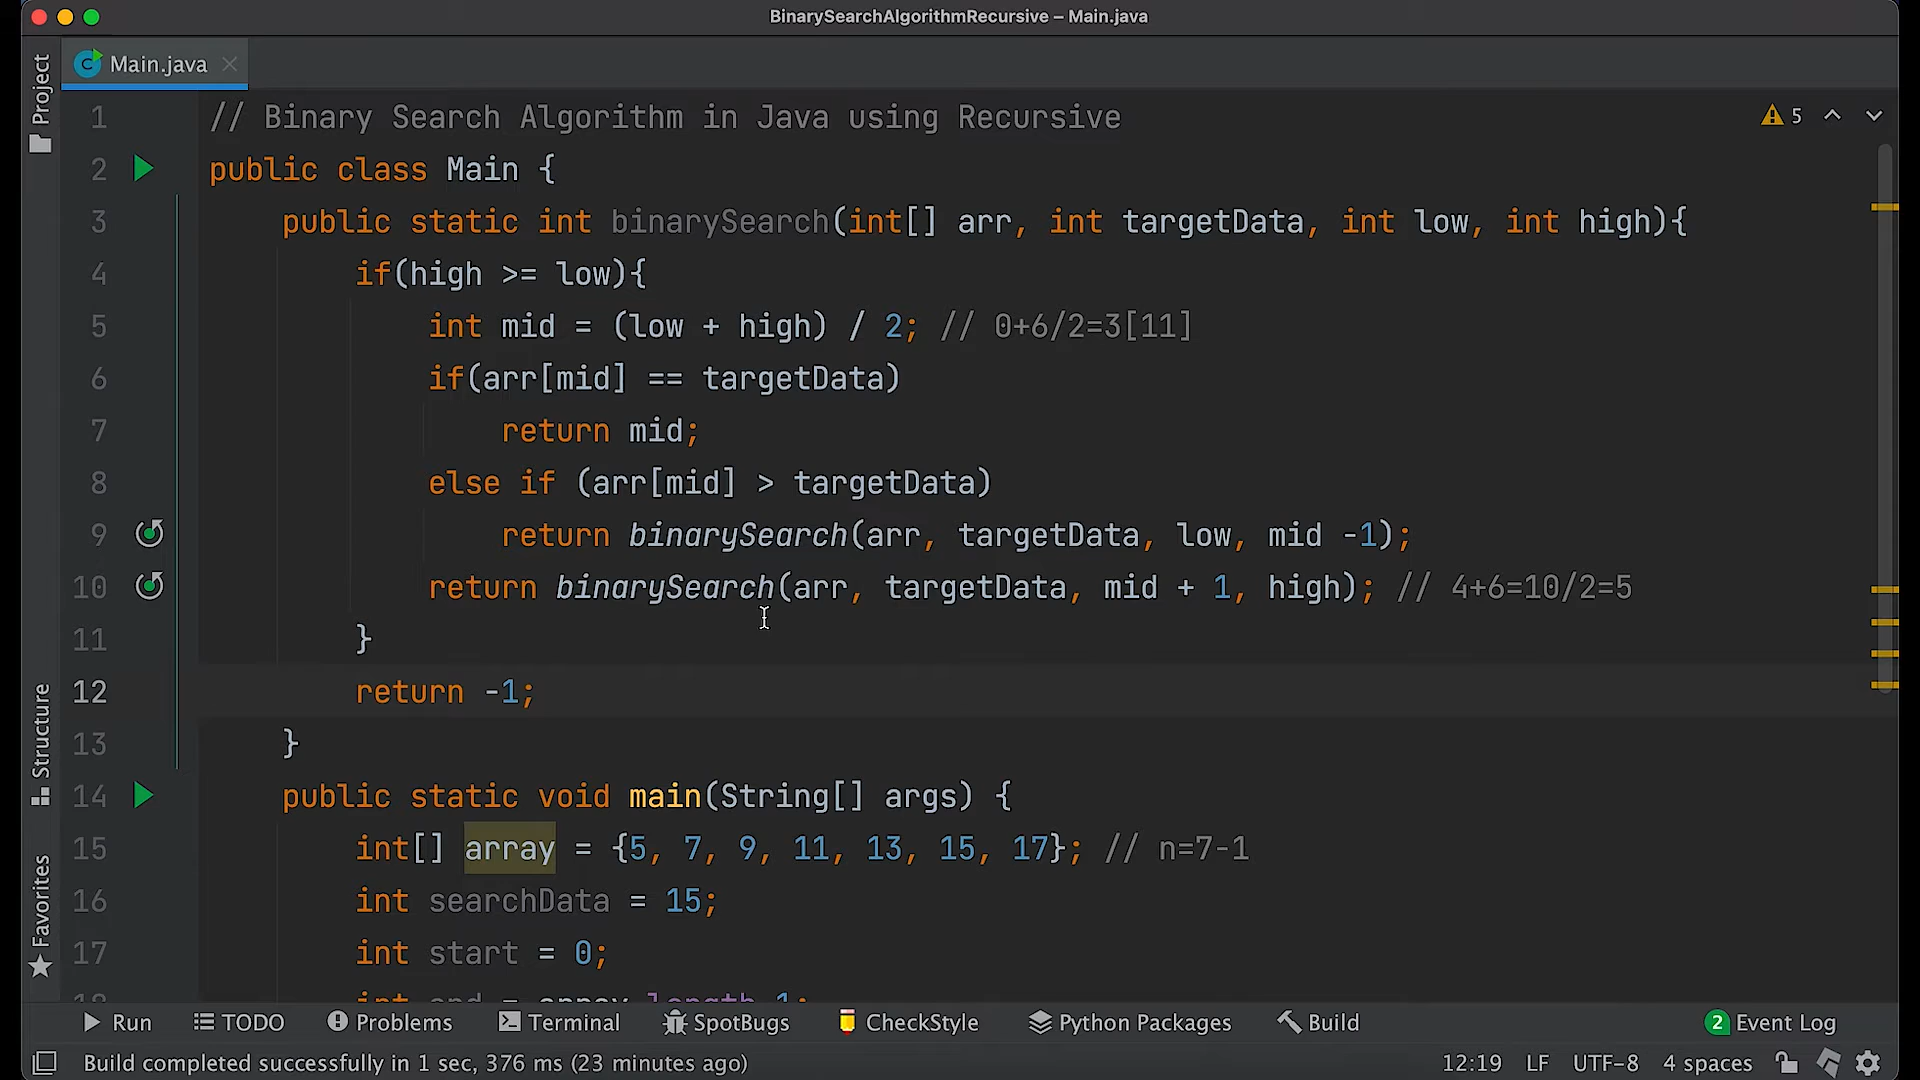 BinarySearchAlgorithmRecursive – Main.java
Project
Main.java
5
1 // Binary Search Algorithm in Java using Recursive
2 public class Main {
3 public static int binarySearch(int[] arr, int targetData, int low, int high){
4 if(high >= low){
5 int mid = (low + high) / 2; // 0+6/2=3[11]
6 if(arr[mid] == targetData)
7 return mid;
8 else if (arr[mid] > targetData)
9 return binarySearch(arr, targetData, low, mid -1);
10 return binarySearch(arr, targetData, mid + 1, high); // 4+6=10/2=5
11 }
12 return -1;
13 }
14 public static void main(String[] args) {
15 int[] array = {5, 7, 9, 11, 13, 15, 17}; // n=7-1
16 int searchData = 15;
17 int start = 0;
18 int end = array.length-1;
Structure
Favorites
Run TODO Problems Terminal SpotBugs CheckStyle Python Packages Build 2 Event Log
Build completed successfully in 1 sec, 376 ms (23 minutes ago) 12:19 LF UTF-8 4 spaces